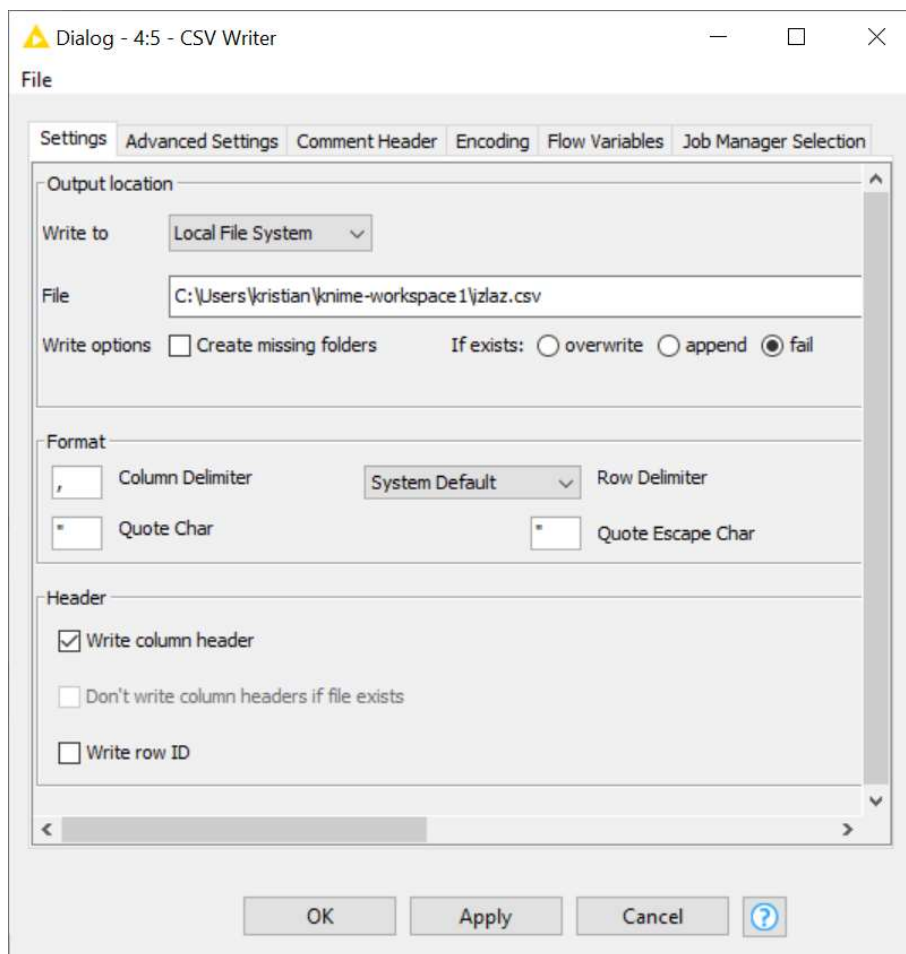 Dialog - 4:5 - CSV Writer
File
Settings Advanced Settings Comment Header Encoding Flow Variables Job Manager Selection
Output location
Write to Local File System
File C:\Users\kristian\knime-workspace1\izlaz.csv
Write options Create missing folders If exists: overwrite append fail
Format
, Column Delimiter System Default Row Delimiter
" Quote Char " Quote Escape Char
Header
Write column header
Don't write column headers if file exists
Write row ID
OK Apply Cancel ?